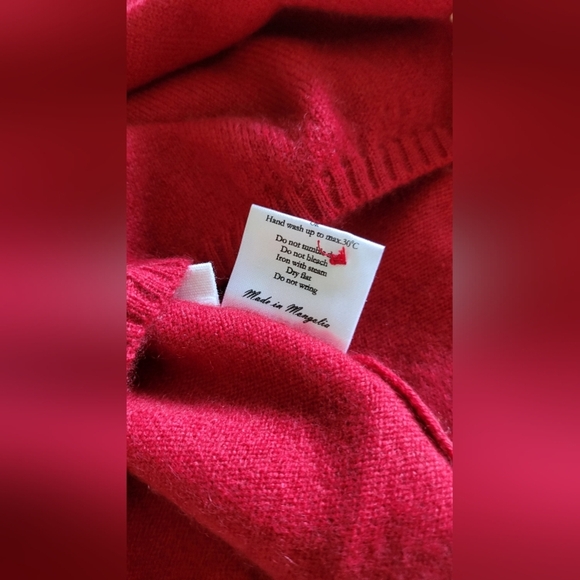 Hand wash up to max.30°C
Do not tumble
Do not bleach
Iron with steam
Dry flat
Do not wring
Made in Mongolia